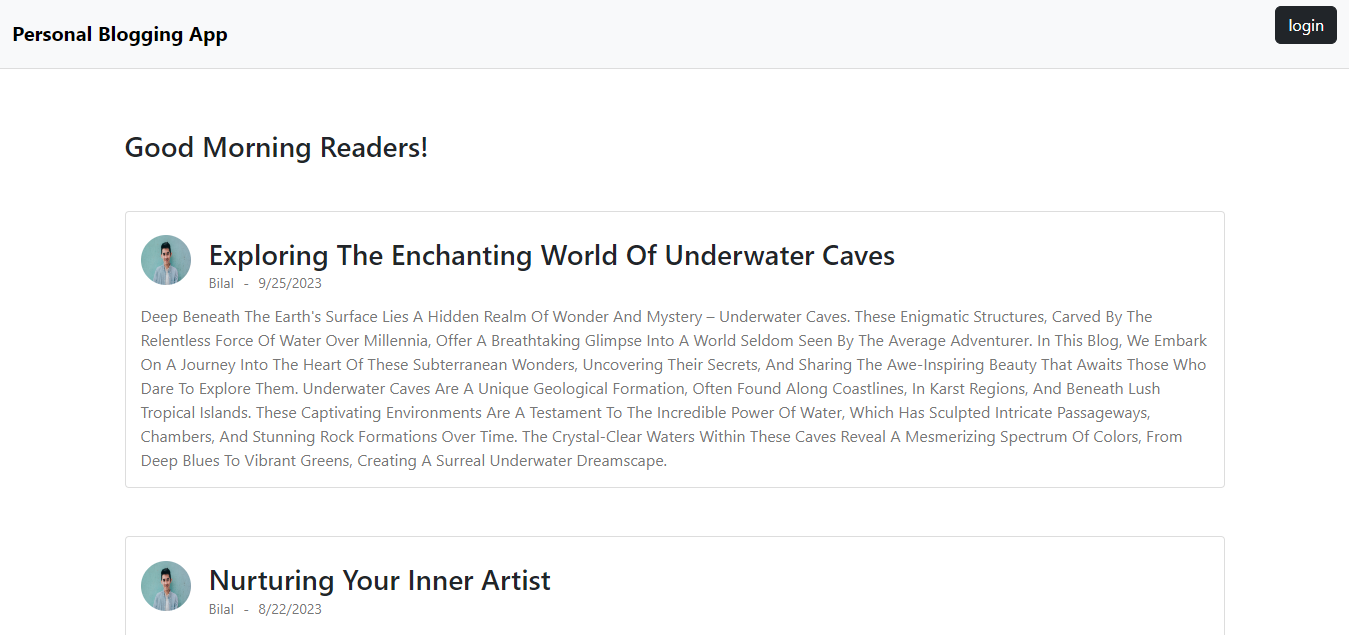 Personal Blogging App
login
Good Morning Readers!
Exploring The Enchanting World Of Underwater Caves
Bilal - 9/25/2023
Deep Beneath The Earth's Surface Lies A Hidden Realm Of Wonder And Mystery – Underwater Caves. These Enigmatic Structures, Carved By The
Relentless Force Of Water Over Millennia, Offer A Breathtaking Glimpse Into A World Seldom Seen By The Average Adventurer. In This Blog, We Embark
On A Journey Into The Heart Of These Subterranean Wonders, Uncovering Their Secrets, And Sharing The Awe-Inspiring Beauty That Awaits Those Who
Dare To Explore Them. Underwater Caves Are A Unique Geological Formation, Often Found Along Coastlines, In Karst Regions, And Beneath Lush
Tropical Islands. These Captivating Environments Are A Testament To The Incredible Power Of Water, Which Has Sculpted Intricate Passageways,
Chambers, And Stunning Rock Formations Over Time. The Crystal-Clear Waters Within These Caves Reveal A Mesmerizing Spectrum Of Colors, From
Deep Blues To Vibrant Greens, Creating A Surreal Underwater Dreamscape.
Nurturing Your Inner Artist
Bilal - 8/22/2023